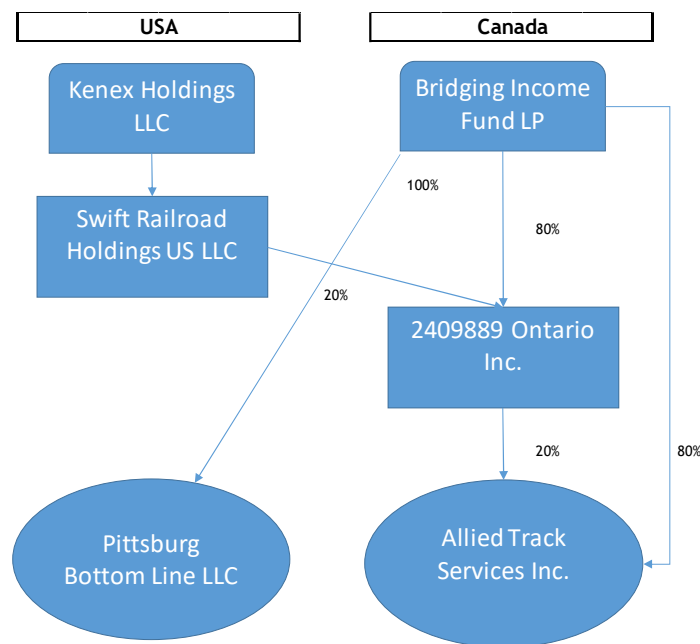 USA
Canada
Kenex Holdings
LLC
Bridging Income
Fund LP
100%
Swift Railroad
Holdings US LLC
80%
20%
2409889 Ontario
Inc.
20%
80%
Pittsburg
Bottom Line LLC
Allied Track
Services Inc.